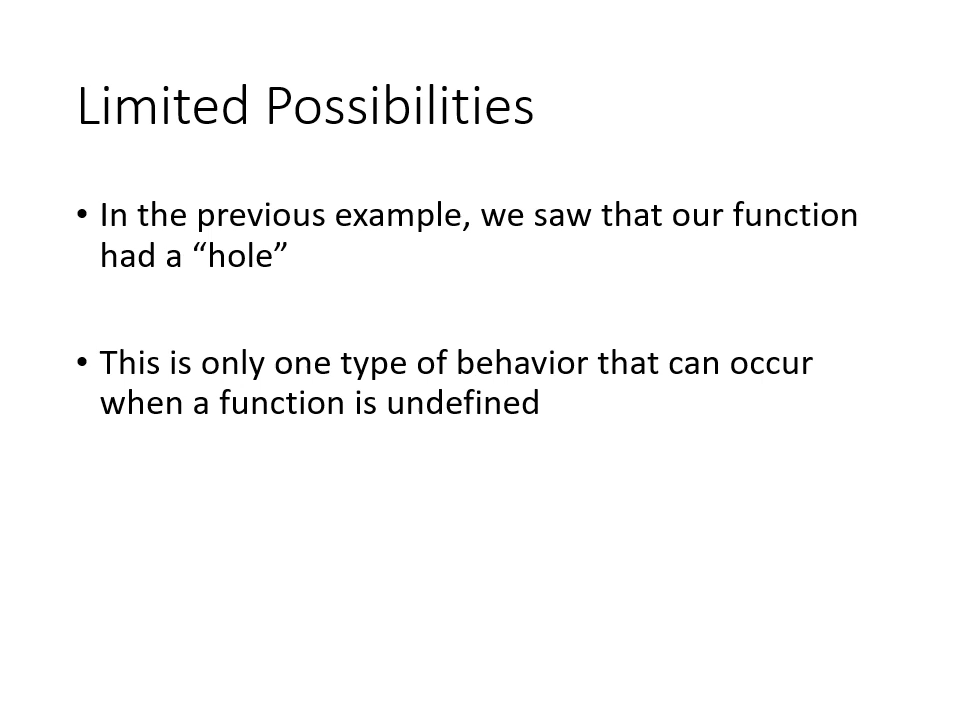 Limited Possibilities
• In the previous example, we saw that our function
had a “hole”
• This is only one type of behavior that can occur
when a function is undefined